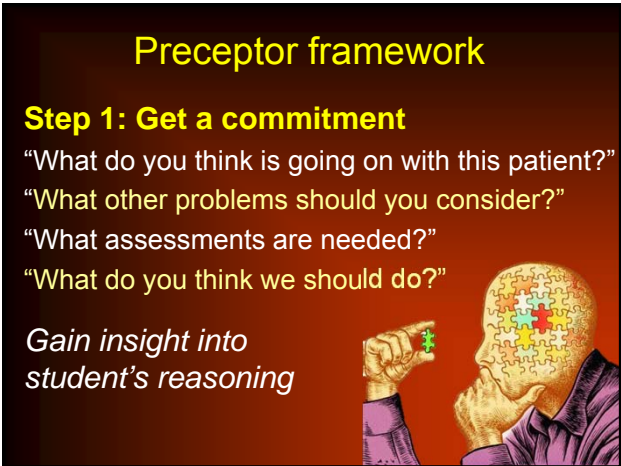 Preceptor framework
Step 1: Get a commitment
“What do you think is going on with this patient?”
“What other problems should you consider?”
“What assessments are needed?”
“What do you think we should do?”
Gain insight into
student’s reasoning